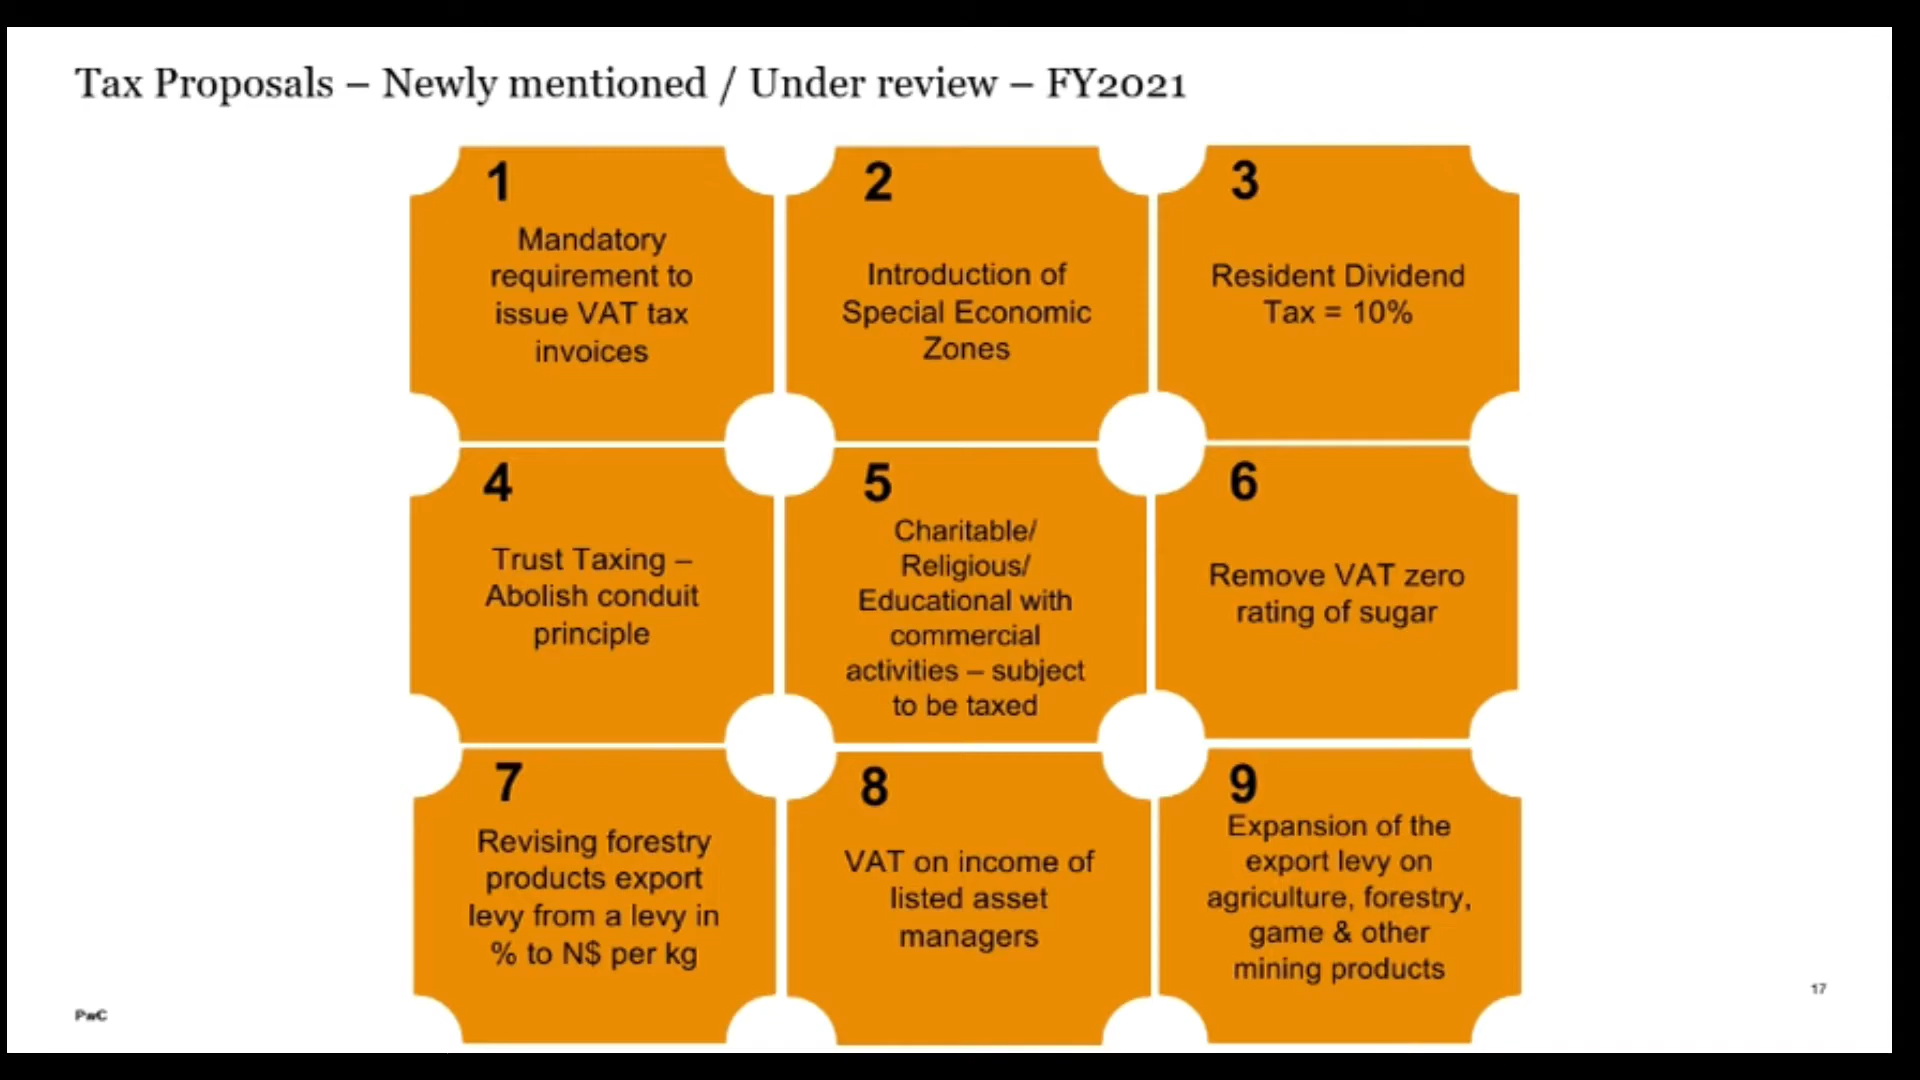 Tax Proposals – Newly mentioned / Under review – FY2021
1
Mandatory
requirement to
issue VAT tax
invoices
2
Introduction of
Special Economic
Zones
3
Resident Dividend
Tax = 10%
4
Trust Taxing –
Abolish conduit
principle
5
Charitable/
Religious/
Educational with
commercial
activities – subject
to be taxed
6
Remove VAT zero
rating of sugar
7
Revising forestry
products export
levy from a levy in
% to N$ per kg
8
VAT on income of
listed asset
managers
9
Expansion of the
export levy on
agriculture, forestry,
game & other
mining products
PwC
17